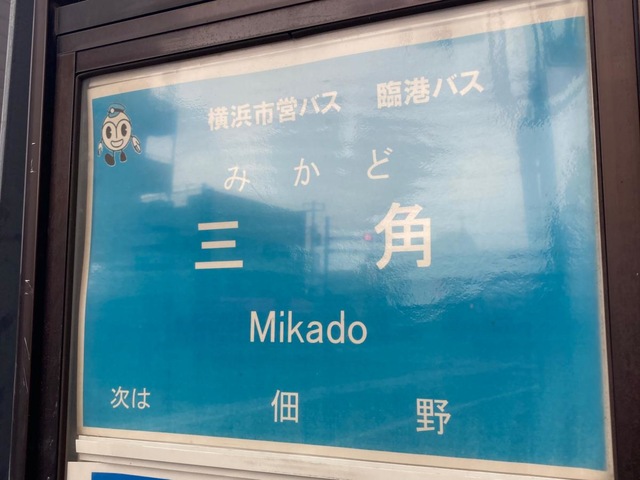 横浜市営バス 臨港バス
みかど
三角
Mikado
次は 佃野